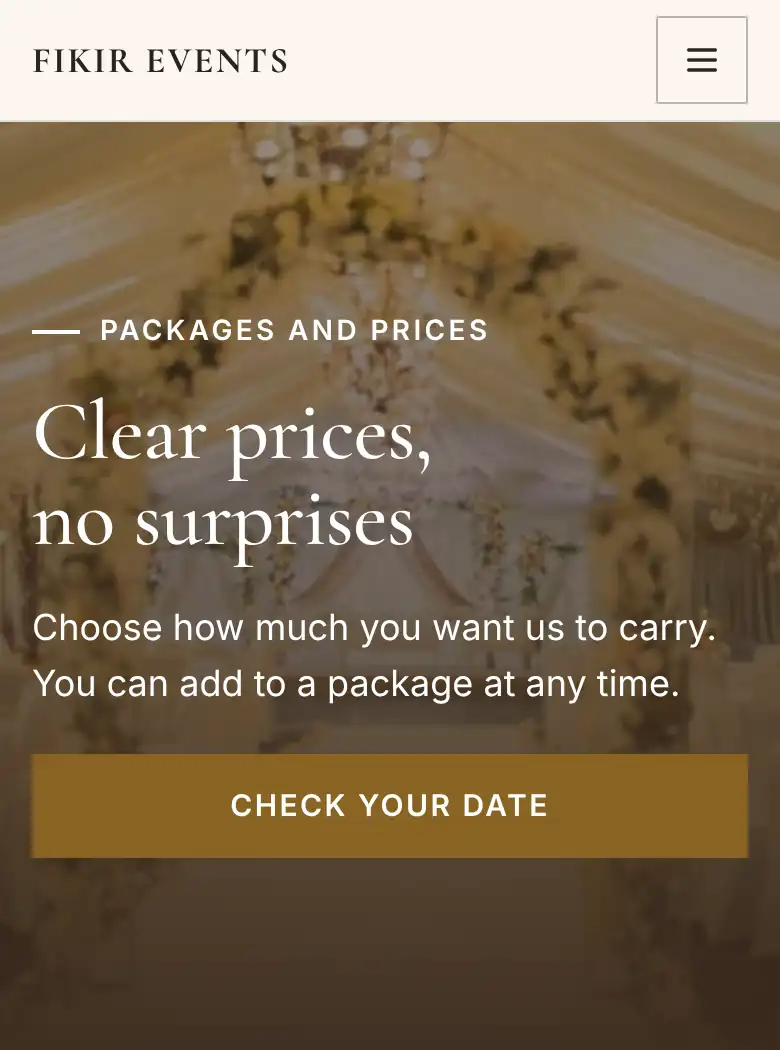 FIKIR EVENTS
PACKAGES AND PRICES
Clear prices,
no surprises
Choose how much you want us to carry.
You can add to a package at any time.
CHECK YOUR DATE